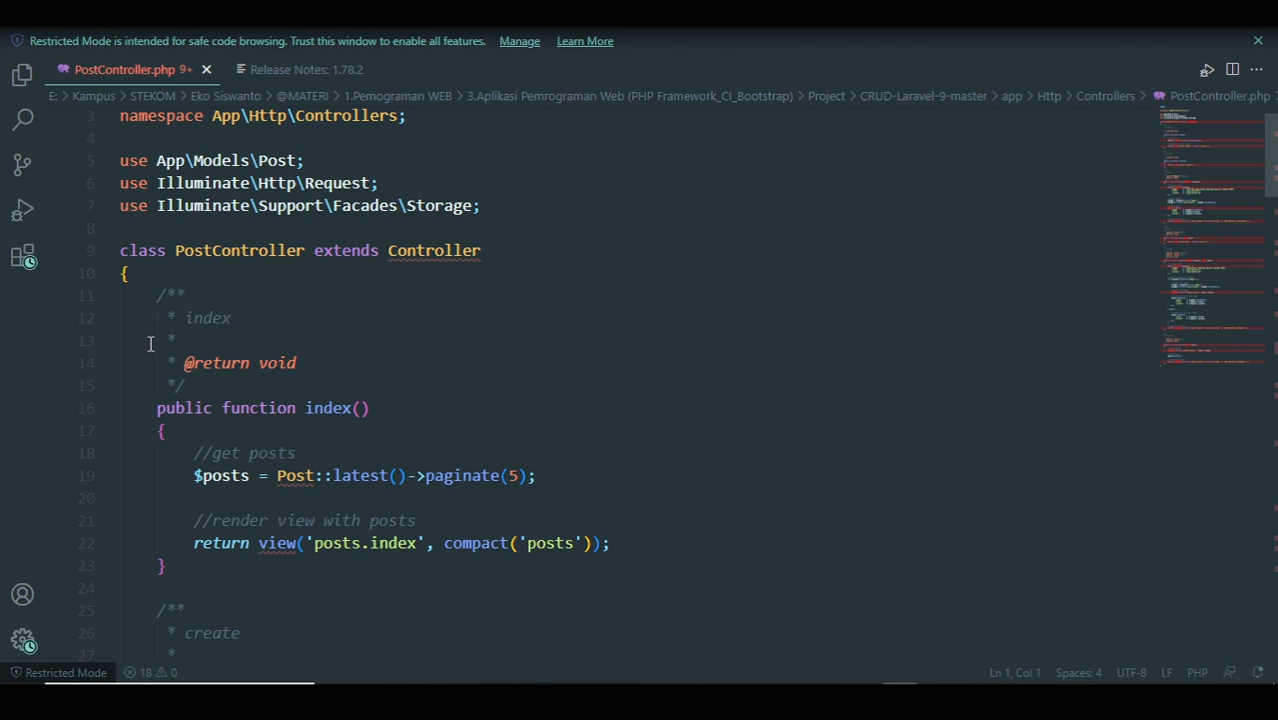 Restricted Mode is intended for safe code browsing. Trust this window to enable all features. Manage Learn More
PostController.php 9+ Release Notes: 1.78.2
E: > Kampus > STEKOM > Eko Siswanto > @MATERI > 1.Pemograman WEB > 3.Aplikasi Pemrograman Web (PHP Framework_CI_Bootstrap) > Project > CRUD-Laravel-9-master > app > Http > Controllers > PostController.php
3 namespace App\Http\Controllers;
4
5 use App\Models\Post;
6 use Illuminate\Http\Request;
7 use Illuminate\Support\Facades\Storage;
8
9 class PostController extends Controller
10 {
11 /**
12 * index
13 *
14 * @return void
15 */
16 public function index()
17 {
18 //get posts
19 $posts = Post::latest()->paginate(5);
20
21 //render view with posts
22 return view('posts.index', compact('posts'));
23 }
24
25 /**
26 * create
27 *
Restricted Mode 18 0 Ln 1, Col 1 Spaces: 4 UTF-8 LF PHP